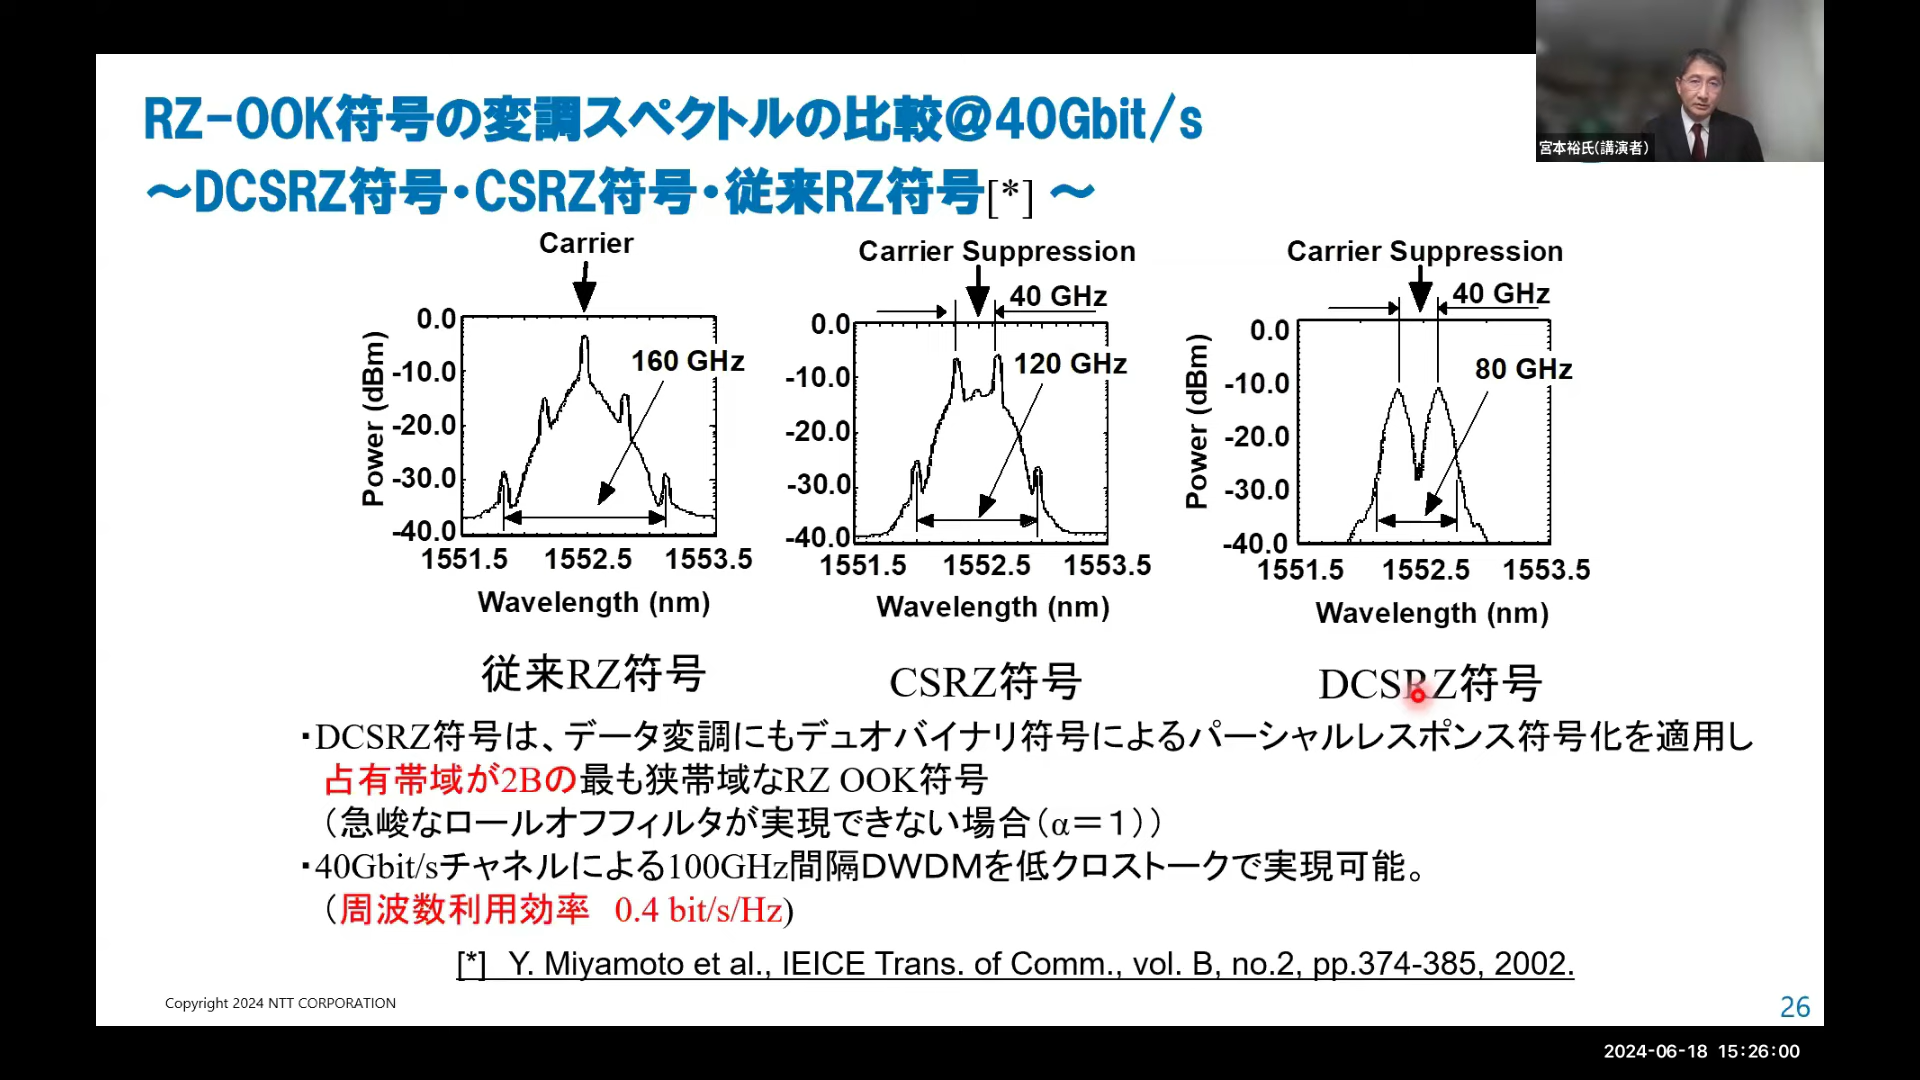 RZ-OOK符号の変調スペクトルの比較@40Gbit/s
～DCSRZ符号・CSRZ符号・従来RZ符号[*] ～
宮本裕氏(講演者)
Carrier
160 GHz
Power (dBm)
0.0
-10.0
-20.0
-30.0
-40.0
1551.5 1552.5 1553.5
Wavelength (nm)
従来RZ符号
Carrier Suppression
40 GHz
120 GHz
0.0
-10.0
-20.0
-30.0
-40.0
1551.5 1552.5 1553.5
Wavelength (nm)
CSRZ符号
Carrier Suppression
40 GHz
80 GHz
Power (dBm)
0.0
-10.0
-20.0
-30.0
-40.0
1551.5 1552.5 1553.5
Wavelength (nm)
DCSRZ符号
・DCSRZ符号は、データ変調にもデュオバイナリ符号によるパーシャルレスポンス符号化を適用し
占有帯域が2Bの最も狭帯域なRZ OOK符号
（急峻なロールオフフィルタが実現できない場合（α＝１））
・40Gbit/sチャネルによる100GHz間隔DWDMを低クロストークで実現可能。
（周波数利用効率 0.4 bit/s/Hz)
[*] Y. Miyamoto et al., IEICE Trans. of Comm., vol. B, no.2, pp.374-385, 2002.
Copyright 2024 NTT CORPORATION
26
2024-06-18 15:26:00